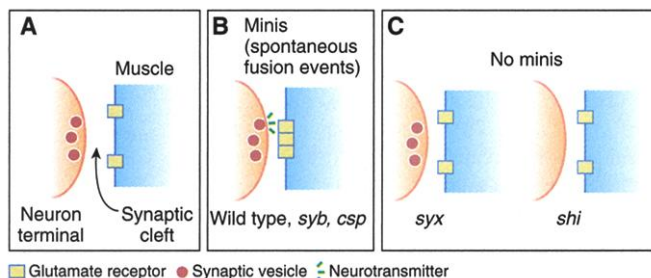 A
Muscle
Neuron
terminal
Synaptic
cleft
B
Minis
(spontaneous
fusion events)
Wild type, syb, csp
C
No minis
syx
shi
Glutamate receptor
Synaptic vesicle
Neurotransmitter